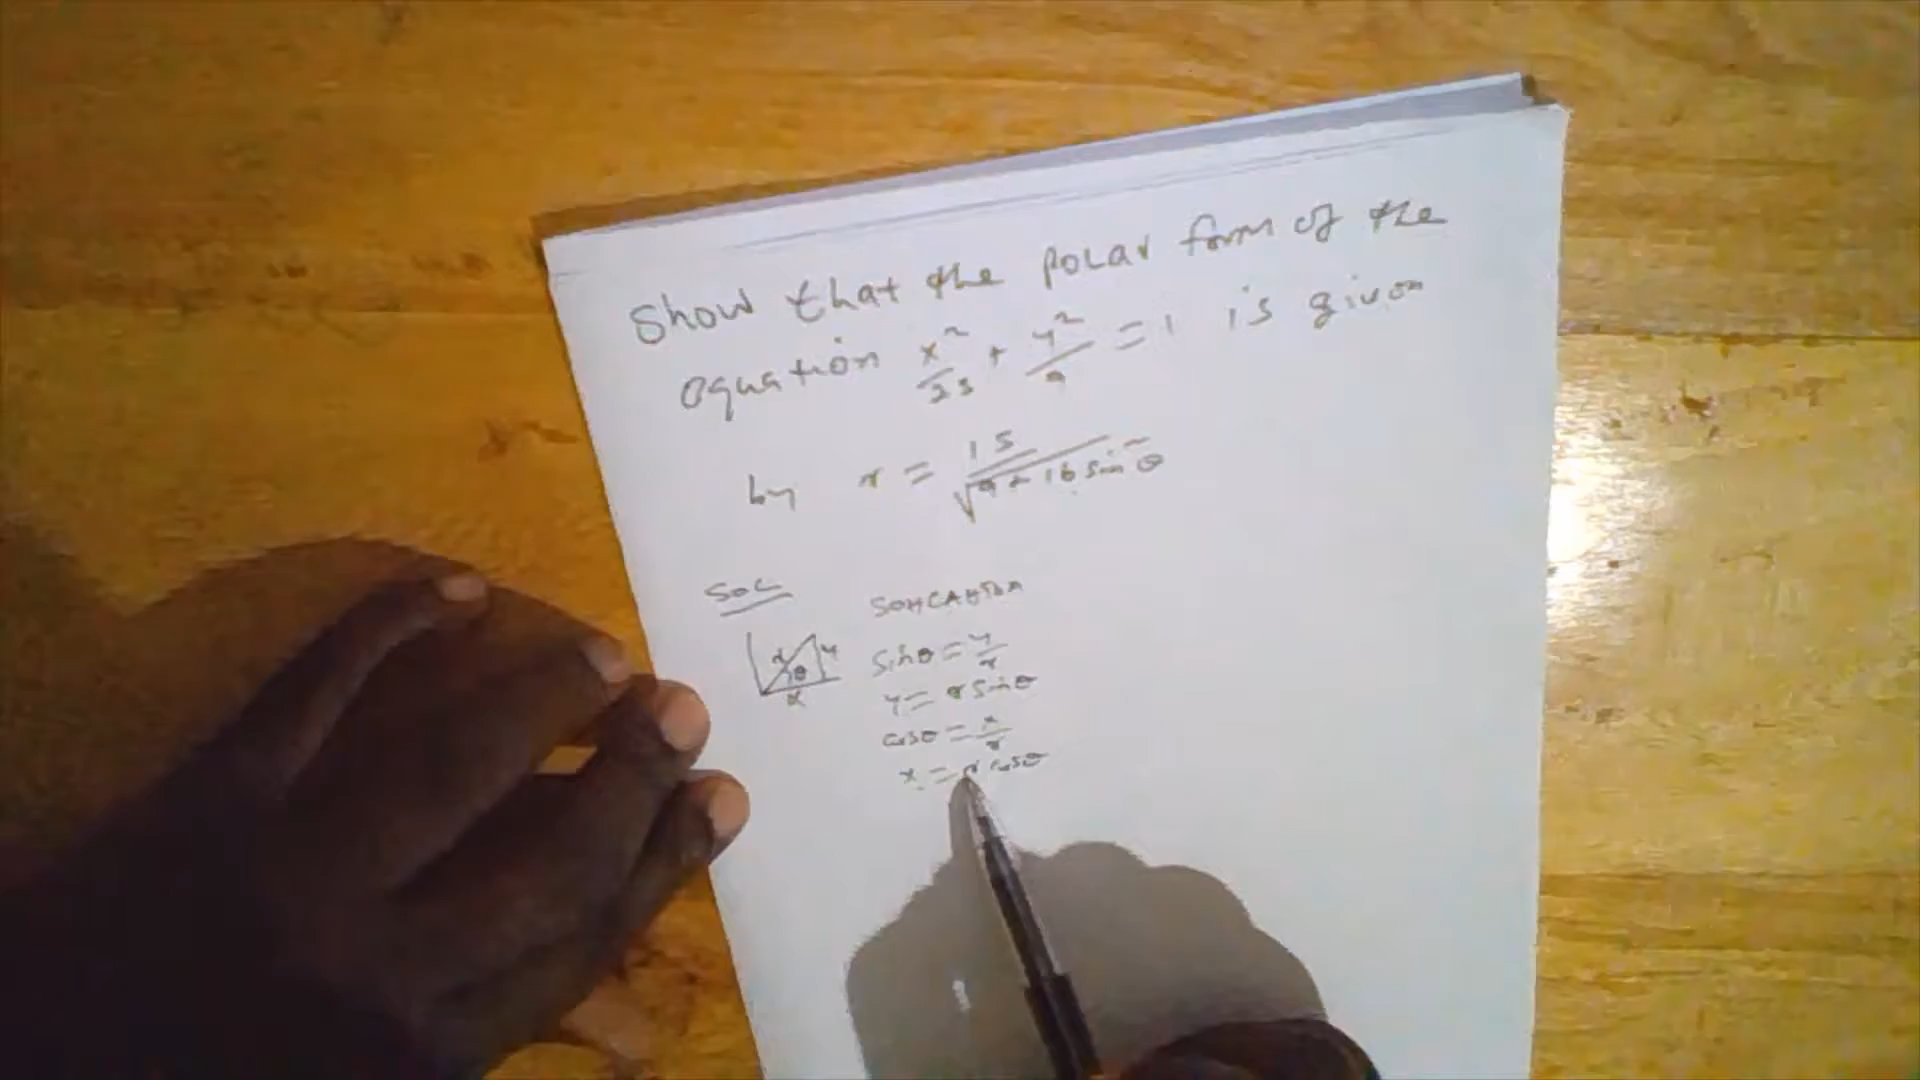 Show that the polar form of the
equation x²/25 + y²/9 = 1 is given
by r = 15/√(9+16sin²θ)
Sol
SOHCAHTOA
r y θ x
sinθ = y/r
y = r sinθ
cosθ = x/r
x = r cosθ